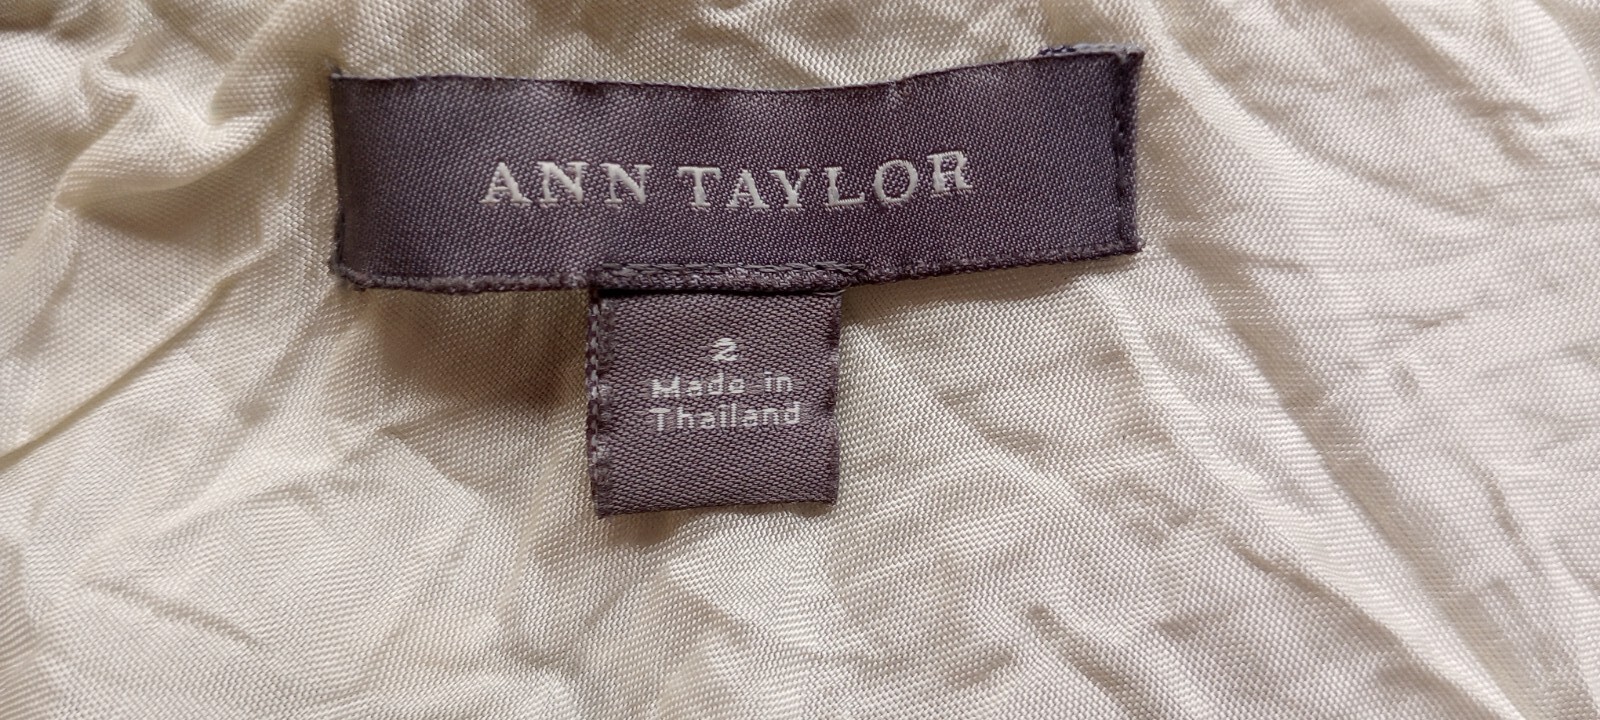 ANN TAYLOR
2
Made in
Thailand